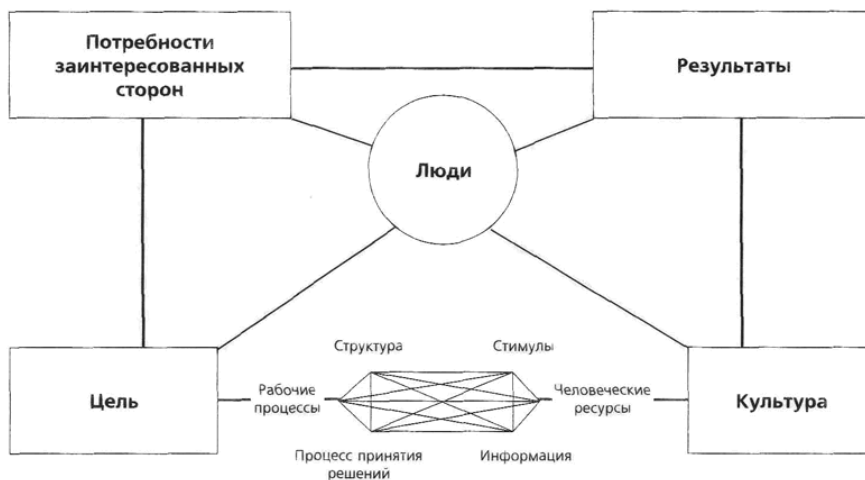 Потребности
заинтересованных
сторон
Результаты
Люди
Структура
Стимулы
Цель
Рабочие
процессы
Человеческие
ресурсы
Культура
Процесс принятия
решений
Информация